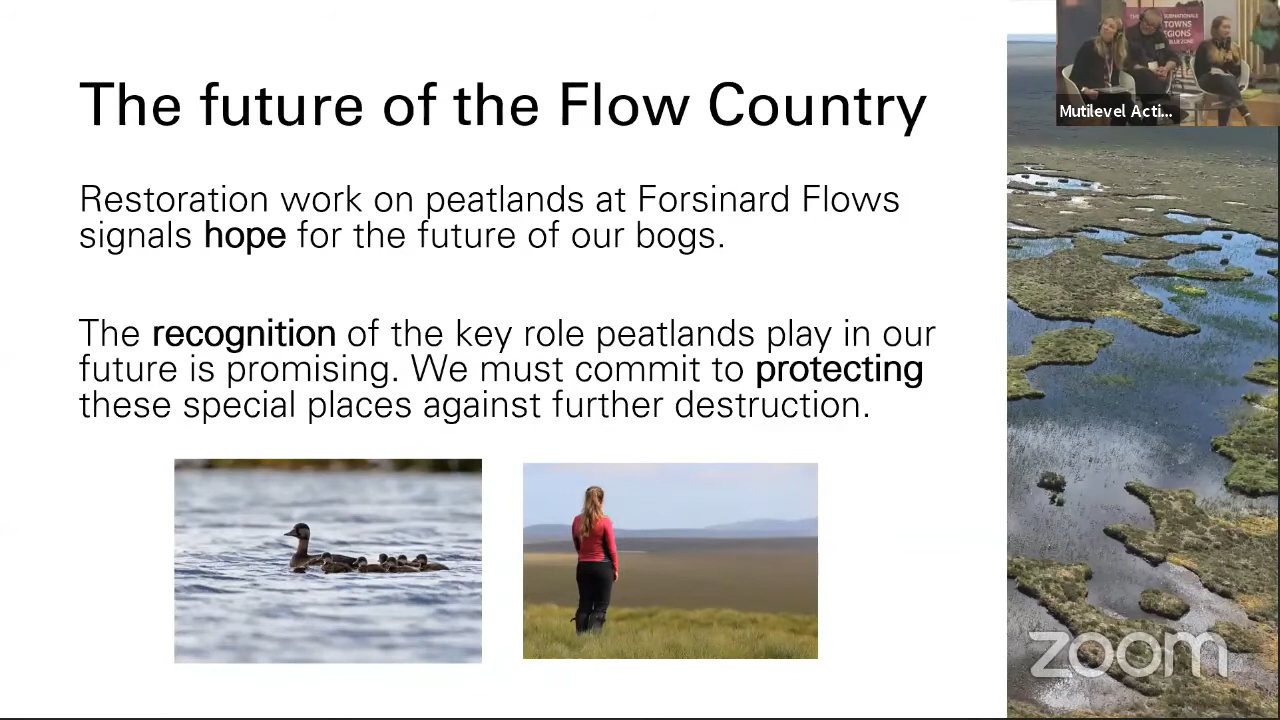 The future of the Flow Country
Restoration work on peatlands at Forsinard Flows
signals hope for the future of our bogs.
The recognition of the key role peatlands play in our
future is promising. We must commit to protecting
these special places against further destruction.
TOWNS
Mutilevel Acti...
zoom